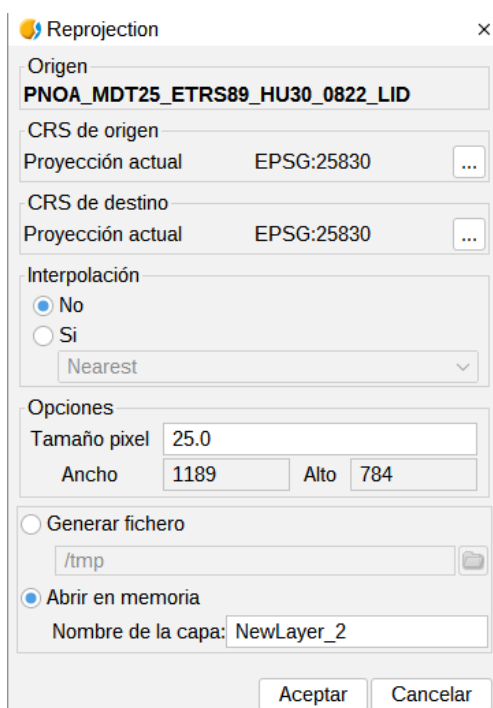 Reprojection
Origen
PNOA_MDT25_ETRS89_HU30_0822_LID
CRS de origen
Proyección actual EPSG:25830 ...
CRS de destino
Proyección actual EPSG:25830 ...
Interpolación
No
Si
Nearest
Opciones
Tamaño pixel 25.0
Ancho 1189 Alto 784
Generar fichero
/tmp
Abrir en memoria
Nombre de la capa: NewLayer_2
Aceptar Cancelar